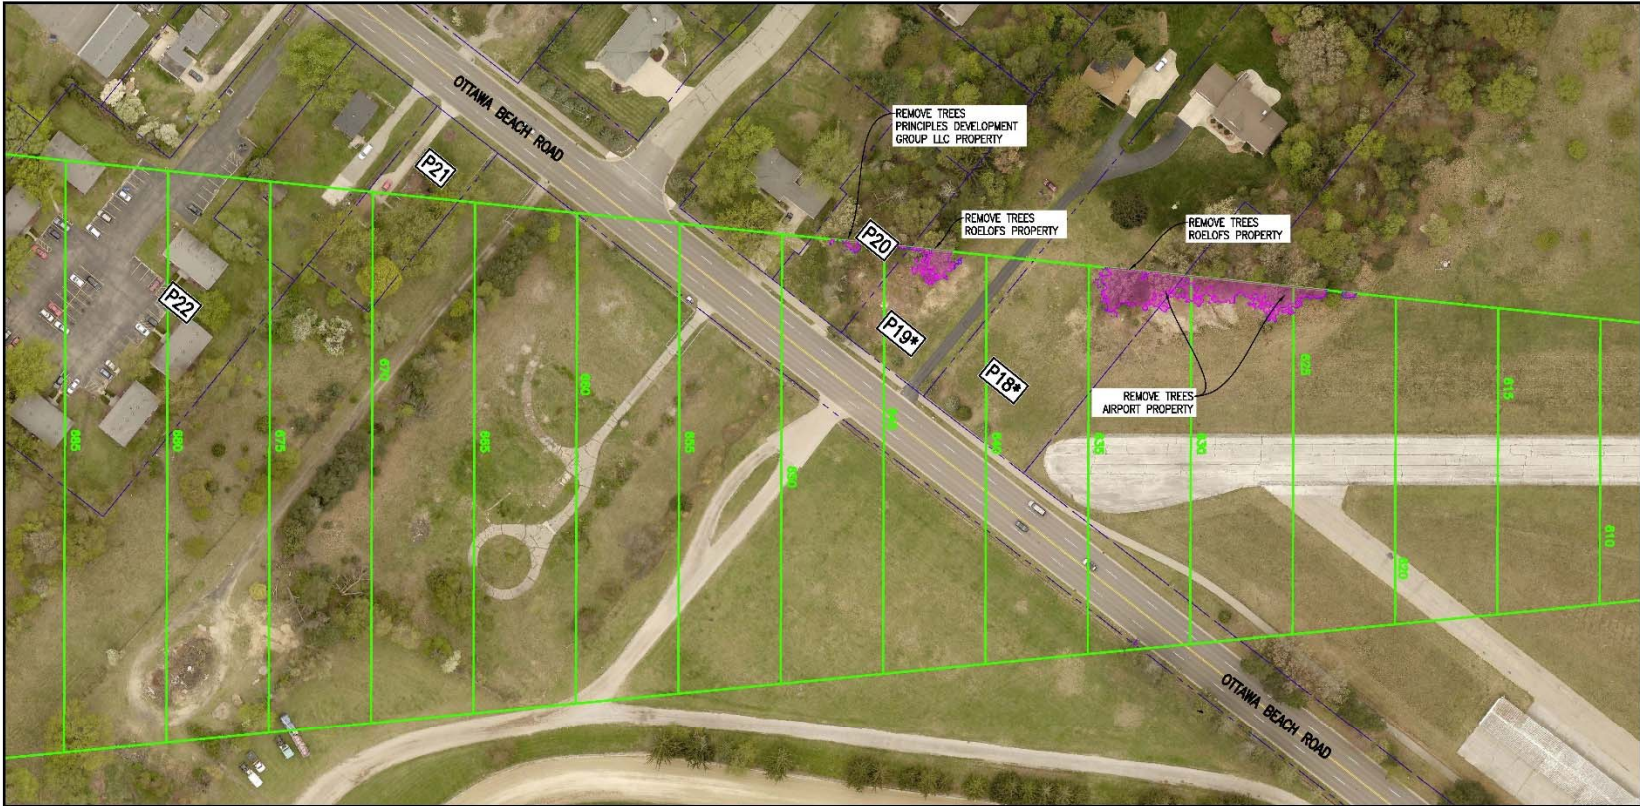 OTTAWA BEACH ROAD
REMOVE TREES
PRINCIPLES DEVELOPMENT
GROUP LLC PROPERTY
P21
REMOVE TREES
ROELOFS PROPERTY
REMOVE TREES
ROELOFS PROPERTY
P20
P22
P19*
P18*
REMOVE TREES
AIRPORT PROPERTY
685
680
675
670
665
660
655
650
640
635
630
625
620
615
610
OTTAWA BEACH ROAD